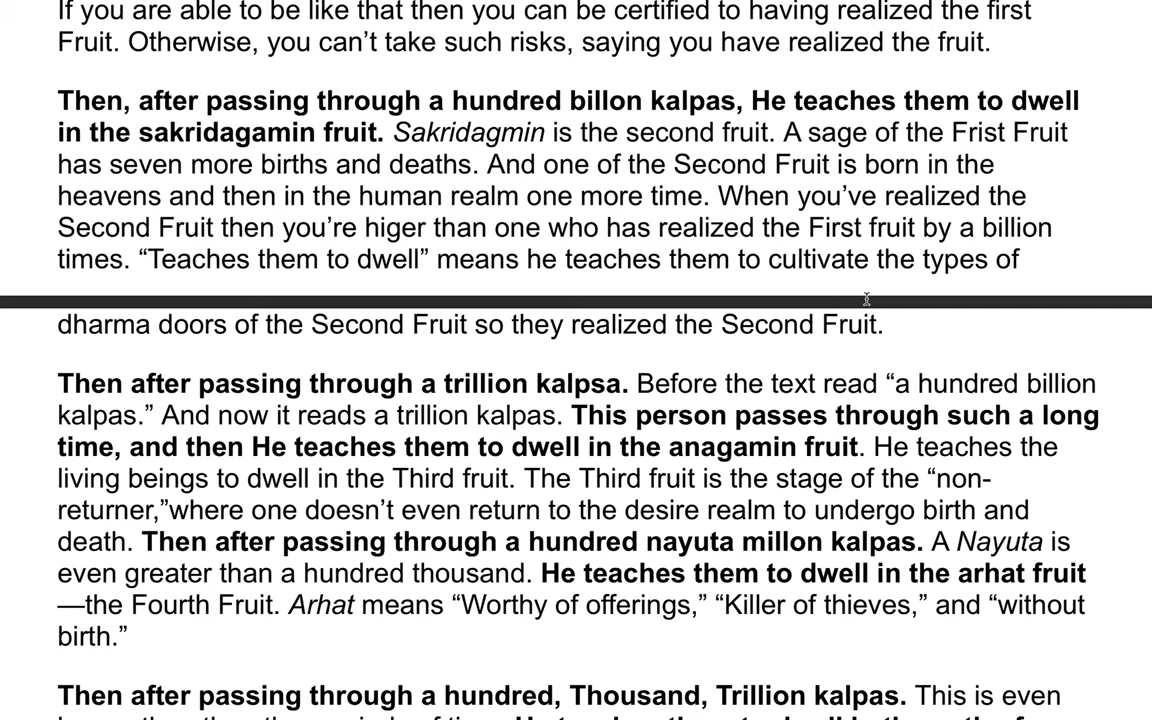 If you are able to be like that then you can be certified to having realized the first
Fruit. Otherwise, you can’t take such risks, saying you have realized the fruit.
Then, after passing through a hundred billon kalpas, He teaches them to dwell
in the sakridagamin fruit. Sakridagmin is the second fruit. A sage of the Frist Fruit
has seven more births and deaths. And one of the Second Fruit is born in the
heavens and then in the human realm one more time. When you’ve realized the
Second Fruit then you’re higer than one who has realized the First fruit by a billion
times. “Teaches them to dwell” means he teaches them to cultivate the types of
dharma doors of the Second Fruit so they realized the Second Fruit.
Then after passing through a trillion kalpsa. Before the text read “a hundred billion
kalpas.” And now it reads a trillion kalpas. This person passes through such a long
time, and then He teaches them to dwell in the anagamin fruit. He teaches the
living beings to dwell in the Third fruit. The Third fruit is the stage of the “non-
returner,”where one doesn’t even return to the desire realm to undergo birth and
death. Then after passing through a hundred nayuta millon kalpas. A Nayuta is
even greater than a hundred thousand. He teaches them to dwell in the arhat fruit
—the Fourth Fruit. Arhat means “Worthy of offerings,” “Killer of thieves,” and “without
birth.”
Then after passing through a hundred, Thousand, Trillion kalpas. This is even